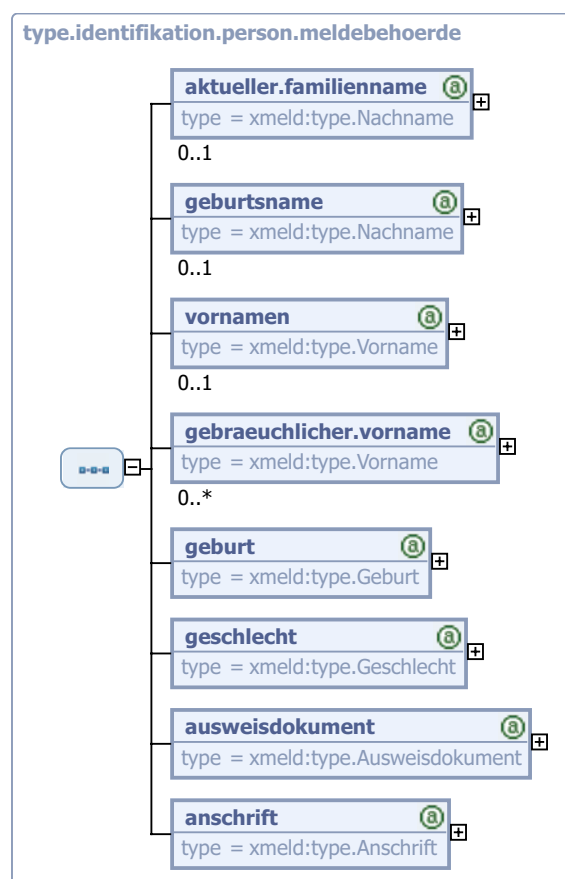 type.identifikation.person.meldebehoerde
aktueller.familienname @
type = xmeld:type.Nachname
0..1
geburtsname @
type = xmeld:type.Nachname
0..1
vornamen @
type = xmeld:type.Vorname
0..1
gebraeuchlicher.vorname @
type = xmeld:type.Vorname
0..*
geburt @
type = xmeld:type.Geburt
geschlecht @
type = xmeld:type.Geschlecht
ausweisdokument @
type = xmeld:type.Ausweisdokument
anschrift @
type = xmeld:type.Anschrift